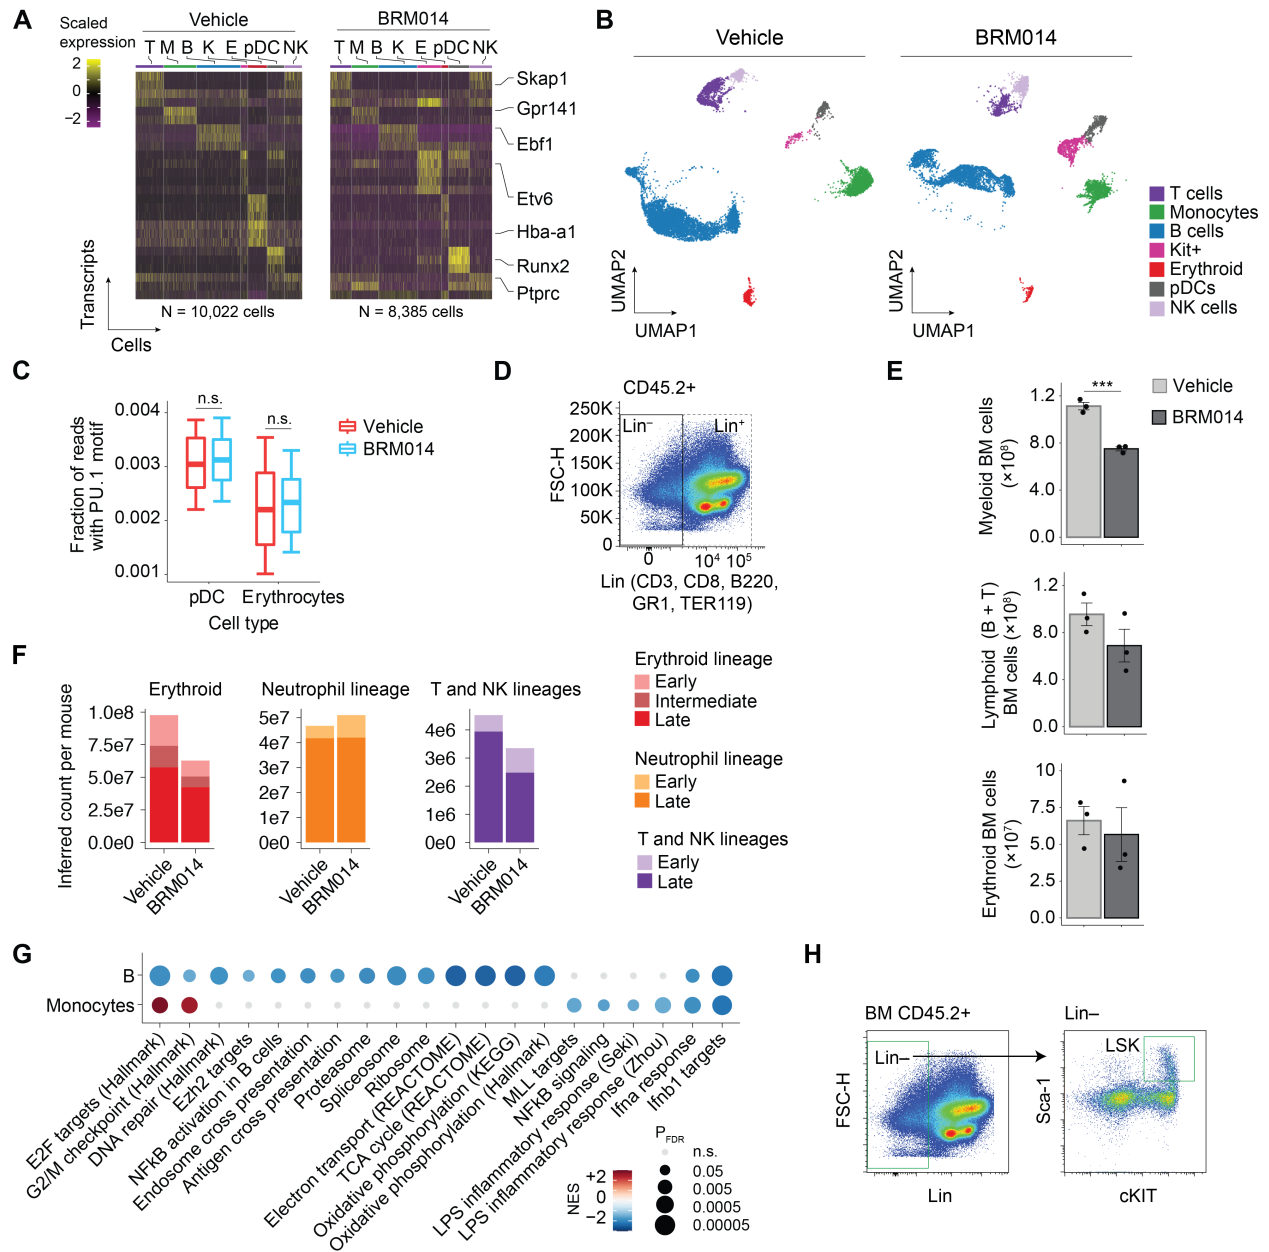 A
Scaled
expression
2
0
−2
Vehicle
T M B K E pDC NK
BRM014
T M B K E pDC NK
Skap1
Gpr141
Ebf1
Etv6
Hba-a1
Runx2
Ptprc
Transcripts
Cells
N = 10,022 cells
N = 8,385 cells
B
Vehicle
BRM014
UMAP2
UMAP1
UMAP2
UMAP1
T cells
Monocytes
B cells
Kit+
Erythroid
pDCs
NK cells
C
Fraction of reads
with PU.1 motif
0.004
0.003
0.002
0.001
n.s.
n.s.
pDC
Erythrocytes
Cell type
Vehicle
BRM014
D
CD45.2+
FSC-H
250K
200K
150K
100K
50K
0
Lin–
Lin+
0
10⁴
10⁵
Lin (CD3, CD8, B220,
GR1, TER119)
E
Myeloid BM cells
(×10⁸)
1.2
8.0
4.0
0.0
***
Vehicle
BRM014
Lymphoid (B + T)
BM cells (×10⁸)
1.2
8.0
4.0
0.0
Erythroid BM cells
(×10⁷)
10
7.5
5.0
2.5
0.0
F
Inferred count per mouse
Erythroid
1.0e8
7.5e7
5.0e7
2.5e7
0.0e0
Vehicle
BRM014
Neutrophil lineage
5e7
4e7
3e7
2e7
1e7
0e0
Vehicle
BRM014
T and NK lineages
4e6
3e6
2e6
1e6
0e0
Vehicle
BRM014
Erythroid lineage
Early
Intermediate
Late
Neutrophil lineage
Early
Late
T and NK lineages
Early
Late
G
B
Monocytes
E2F targets (Hallmark)
G2/M checkpoint (Hallmark)
DNA repair (Hallmark)
Ezh2 targets
NFkB activation in B cells
Endosome cross presentation
Antigen cross presentation
Proteasome
Spliceosome
Ribosome
Electron transport (REACTOME)
TCA cycle (REACTOME)
Oxidative phosphorylation (KEGG)
Oxidative phosphorylation (Hallmark)
MLL targets
NFkB signaling
LPS inflammatory response (Seki)
LPS inflammatory response (Zhou)
Ifna response
Ifnb1 targets
NES
+2
0
−2
PFDR
n.s.
0.05
0.005
0.0005
0.00005
H
BM CD45.2+
Lin–
FSC-H
Lin
Lin–
LSK
Sca-1
cKIT